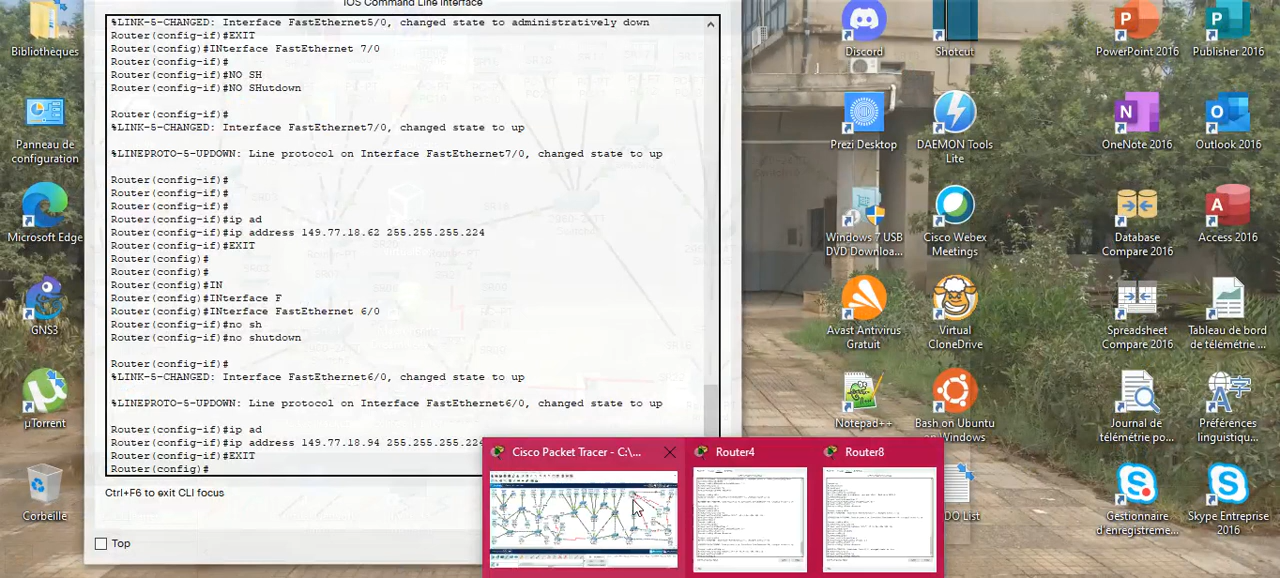 IOS Command Line Interface
%LINK-5-CHANGED: Interface FastEthernet5/0, changed state to administratively down
Router(config-if)#EXIT
Router(config)#INterface FastEthernet 7/0
Router(config-if)#
Router(config-if)#NO SH
Router(config-if)#NO SHutdown
Router(config-if)#
%LINK-5-CHANGED: Interface FastEthernet7/0, changed state to up
%LINEPROTO-5-UPDOWN: Line protocol on Interface FastEthernet7/0, changed state to up
Router(config-if)#
Router(config-if)#
Router(config-if)#
Router(config-if)#ip ad
Router(config-if)#ip address 149.77.18.62 255.255.255.224
Router(config-if)#EXIT
Router(config)#
Router(config)#
Router(config)#IN
Router(config)#INterface F
Router(config)#INterface FastEthernet 6/0
Router(config-if)#no sh
Router(config-if)#no shutdown
Router(config-if)#
%LINK-5-CHANGED: Interface FastEthernet6/0, changed state to up
%LINEPROTO-5-UPDOWN: Line protocol on Interface FastEthernet6/0, changed state to up
Router(config-if)#ip ad
Router(config-if)#ip address 149.77.18.94 255.255.255.224
Router(config-if)#EXIT
Router(config)#
Ctrl+F6 to exit CLI focus
Top
Cisco Packet Tracer - C:\...
Router4
Router8
Bibliothèques
Panneau de
configuration
Microsoft Edge
GNS3
µTorrent
Corbeille
Discord
Shotcut
PowerPoint 2016
Publisher 2016
Prezi Desktop
DAEMON Tools
Lite
OneNote 2016
Outlook 2016
Windows 7 USB
DVD Downloa...
Cisco Webex
Meetings
Database
Compare 2016
Access 2016
Avast Antivirus
Gratuit
Virtual
CloneDrive
Spreadsheet
Compare 2016
Tableau de bord
de télémétrie ...
Notepad++
Bash on Ubuntu
on Windows
Journal de
télémétrie po...
Préférences
linguistiqu...
DO List
Gestionnaire
d'enregistreme...
Skype Entreprise
2016